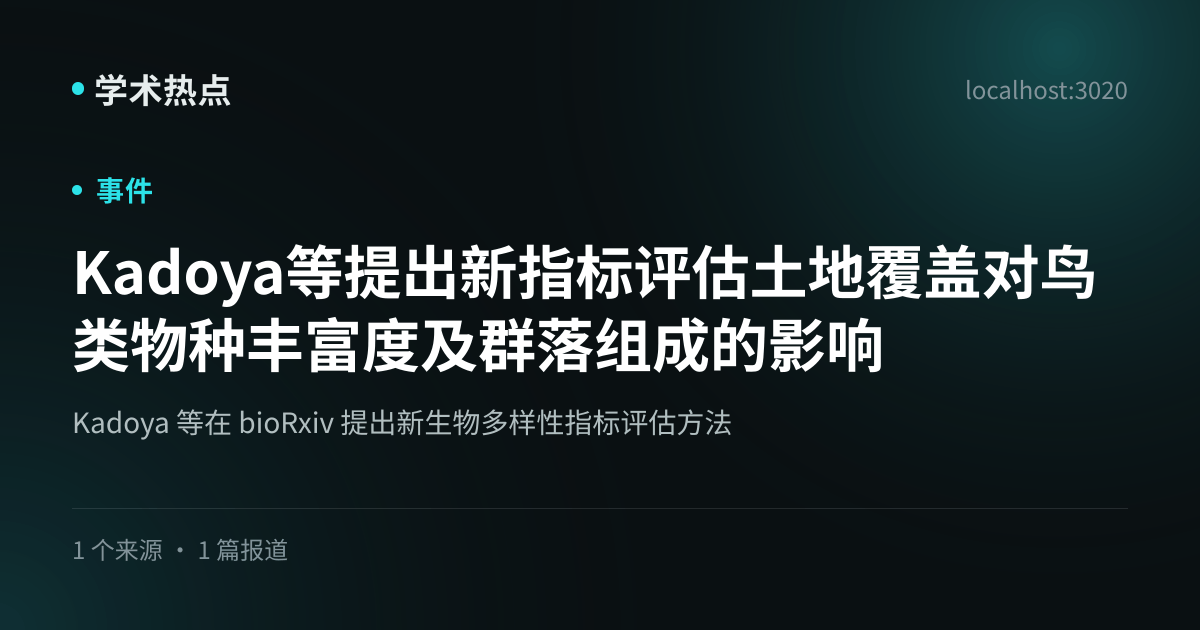 学术热点
localhost:3020
事件
Kadoya等提出新指标评估土地覆盖对鸟
类物种丰富度及群落组成的影响
Kadoya 等在 bioRxiv 提出新生物多样性指标评估方法
1 个来源 · 1 篇报道